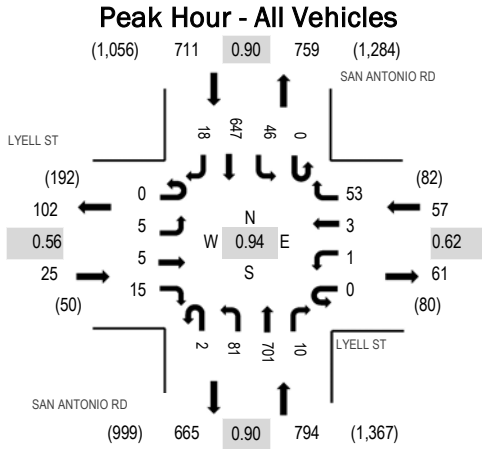 Peak Hour - All Vehicles
(1,056) 711 0.90 759 (1,284)
SAN ANTONIO RD
LYELL ST
18 647 46 0
(192) (82)
0 53
102 57
5 N 3
0.56 W 0.94 E 0.62
5 S 1
25 61
15 0
(50) (80)
2 81 701 10
LYELL ST
SAN ANTONIO RD
(999) 665 0.90 794 (1,367)